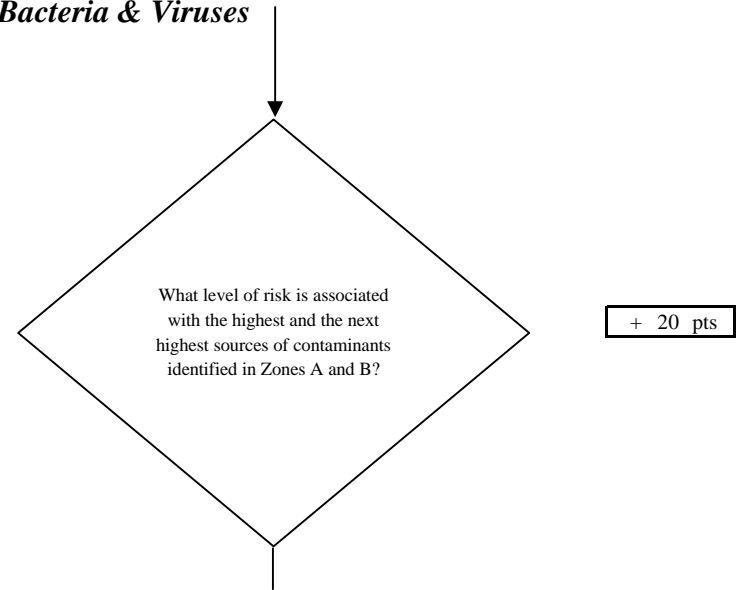 Bacteria & Viruses
What level of risk is associated
with the highest and the next
highest sources of contaminants
identified in Zones A and B?
+ 20 pts